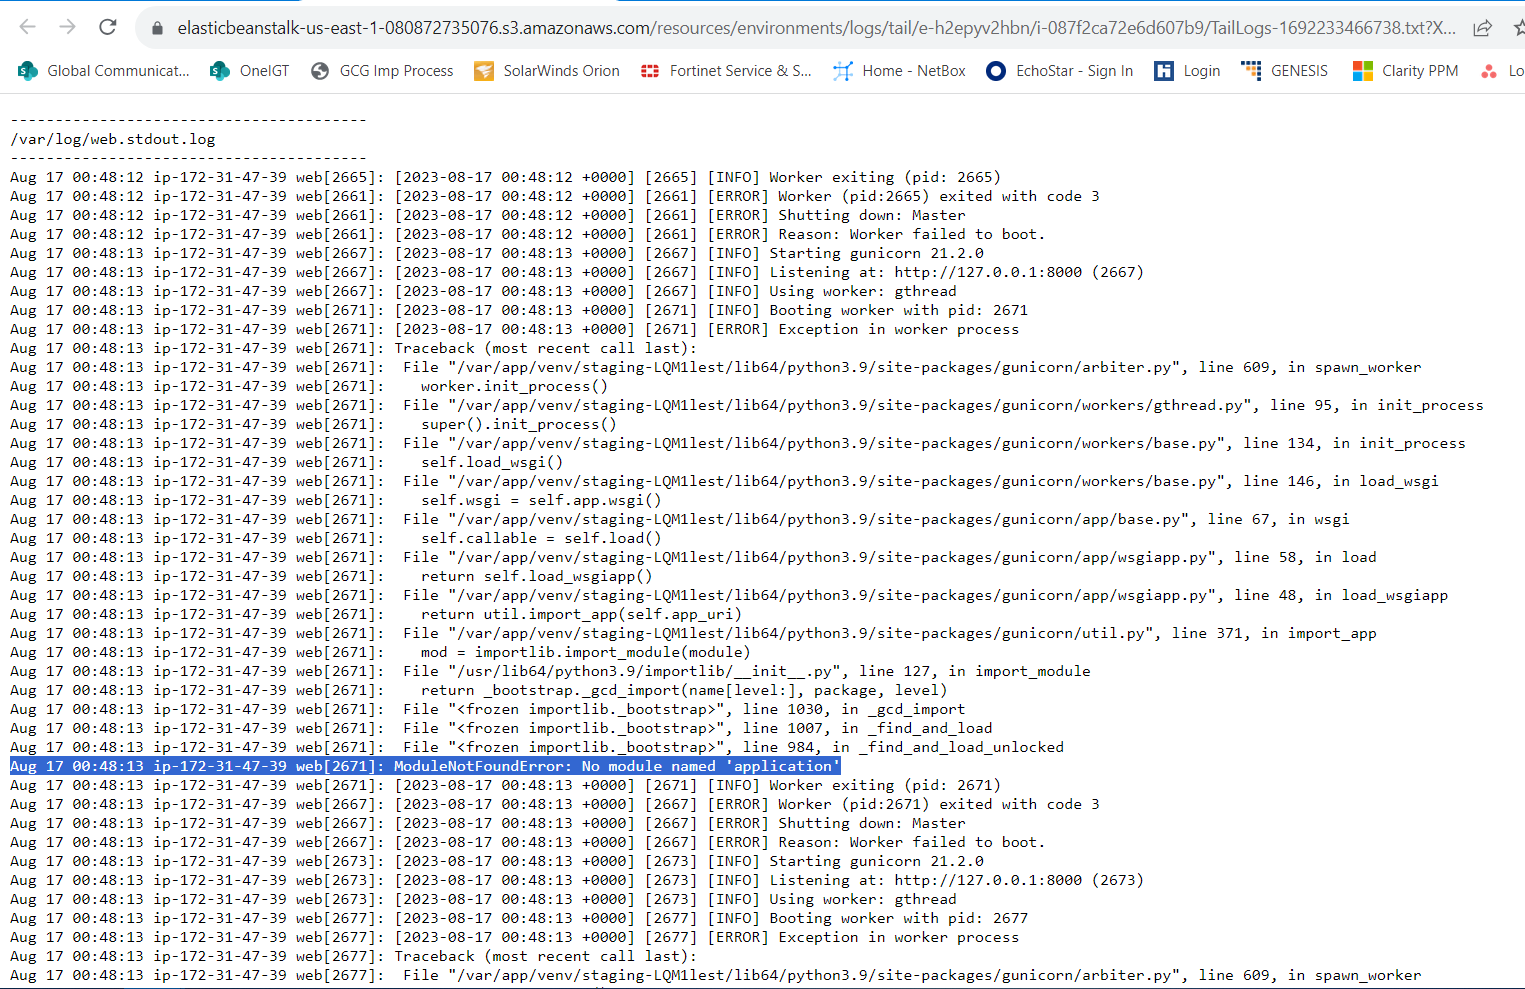 elasticbeanstalk-us-east-1-080872735076.s3.amazonaws.com/resources/environments/logs/tail/e-h2epyv2hbn/i-087f2ca72e6d607b9/TailLogs-1692233466738.txt?X...
Global Communicat... OneIGT GCG Imp Process SolarWinds Orion Fortinet Service & S... Home - NetBox EchoStar - Sign In Login GENESIS Clarity PPM Lo
----------------------------------------
/var/log/web.stdout.log
----------------------------------------
Aug 17 00:48:12 ip-172-31-47-39 web[2665]: [2023-08-17 00:48:12 +0000] [2665] [INFO] Worker exiting (pid: 2665)
Aug 17 00:48:12 ip-172-31-47-39 web[2661]: [2023-08-17 00:48:12 +0000] [2661] [ERROR] Worker (pid:2665) exited with code 3
Aug 17 00:48:12 ip-172-31-47-39 web[2661]: [2023-08-17 00:48:12 +0000] [2661] [ERROR] Shutting down: Master
Aug 17 00:48:12 ip-172-31-47-39 web[2661]: [2023-08-17 00:48:12 +0000] [2661] [ERROR] Reason: Worker failed to boot.
Aug 17 00:48:13 ip-172-31-47-39 web[2667]: [2023-08-17 00:48:13 +0000] [2667] [INFO] Starting gunicorn 21.2.0
Aug 17 00:48:13 ip-172-31-47-39 web[2667]: [2023-08-17 00:48:13 +0000] [2667] [INFO] Listening at: http://127.0.0.1:8000 (2667)
Aug 17 00:48:13 ip-172-31-47-39 web[2667]: [2023-08-17 00:48:13 +0000] [2667] [INFO] Using worker: gthread
Aug 17 00:48:13 ip-172-31-47-39 web[2671]: [2023-08-17 00:48:13 +0000] [2671] [INFO] Booting worker with pid: 2671
Aug 17 00:48:13 ip-172-31-47-39 web[2671]: [2023-08-17 00:48:13 +0000] [2671] [ERROR] Exception in worker process
Aug 17 00:48:13 ip-172-31-47-39 web[2671]: Traceback (most recent call last):
Aug 17 00:48:13 ip-172-31-47-39 web[2671]:  File "/var/app/venv/staging-LQM1lest/lib64/python3.9/site-packages/gunicorn/arbiter.py", line 609, in spawn_worker
Aug 17 00:48:13 ip-172-31-47-39 web[2671]:    worker.init_process()
Aug 17 00:48:13 ip-172-31-47-39 web[2671]:  File "/var/app/venv/staging-LQM1lest/lib64/python3.9/site-packages/gunicorn/workers/gthread.py", line 95, in init_process
Aug 17 00:48:13 ip-172-31-47-39 web[2671]:    super().init_process()
Aug 17 00:48:13 ip-172-31-47-39 web[2671]:  File "/var/app/venv/staging-LQM1lest/lib64/python3.9/site-packages/gunicorn/workers/base.py", line 134, in init_process
Aug 17 00:48:13 ip-172-31-47-39 web[2671]:    self.load_wsgi()
Aug 17 00:48:13 ip-172-31-47-39 web[2671]:  File "/var/app/venv/staging-LQM1lest/lib64/python3.9/site-packages/gunicorn/workers/base.py", line 146, in load_wsgi
Aug 17 00:48:13 ip-172-31-47-39 web[2671]:    self.wsgi = self.app.wsgi()
Aug 17 00:48:13 ip-172-31-47-39 web[2671]:  File "/var/app/venv/staging-LQM1lest/lib64/python3.9/site-packages/gunicorn/app/base.py", line 67, in wsgi
Aug 17 00:48:13 ip-172-31-47-39 web[2671]:    self.callable = self.load()
Aug 17 00:48:13 ip-172-31-47-39 web[2671]:  File "/var/app/venv/staging-LQM1lest/lib64/python3.9/site-packages/gunicorn/app/wsgiapp.py", line 58, in load
Aug 17 00:48:13 ip-172-31-47-39 web[2671]:    return self.load_wsgiapp()
Aug 17 00:48:13 ip-172-31-47-39 web[2671]:  File "/var/app/venv/staging-LQM1lest/lib64/python3.9/site-packages/gunicorn/app/wsgiapp.py", line 48, in load_wsgiapp
Aug 17 00:48:13 ip-172-31-47-39 web[2671]:    return util.import_app(self.app_uri)
Aug 17 00:48:13 ip-172-31-47-39 web[2671]:  File "/var/app/venv/staging-LQM1lest/lib64/python3.9/site-packages/gunicorn/util.py", line 371, in import_app
Aug 17 00:48:13 ip-172-31-47-39 web[2671]:    mod = importlib.import_module(module)
Aug 17 00:48:13 ip-172-31-47-39 web[2671]:  File "/usr/lib64/python3.9/importlib/__init__.py", line 127, in import_module
Aug 17 00:48:13 ip-172-31-47-39 web[2671]:    return _bootstrap._gcd_import(name[level:], package, level)
Aug 17 00:48:13 ip-172-31-47-39 web[2671]:  File "<frozen importlib._bootstrap>", line 1030, in _gcd_import
Aug 17 00:48:13 ip-172-31-47-39 web[2671]:  File "<frozen importlib._bootstrap>", line 1007, in _find_and_load
Aug 17 00:48:13 ip-172-31-47-39 web[2671]:  File "<frozen importlib._bootstrap>", line 984, in _find_and_load_unlocked
Aug 17 00:48:13 ip-172-31-47-39 web[2671]: ModuleNotFoundError: No module named 'application'
Aug 17 00:48:13 ip-172-31-47-39 web[2671]: [2023-08-17 00:48:13 +0000] [2671] [INFO] Worker exiting (pid: 2671)
Aug 17 00:48:13 ip-172-31-47-39 web[2667]: [2023-08-17 00:48:13 +0000] [2667] [ERROR] Worker (pid:2671) exited with code 3
Aug 17 00:48:13 ip-172-31-47-39 web[2667]: [2023-08-17 00:48:13 +0000] [2667] [ERROR] Shutting down: Master
Aug 17 00:48:13 ip-172-31-47-39 web[2667]: [2023-08-17 00:48:13 +0000] [2667] [ERROR] Reason: Worker failed to boot.
Aug 17 00:48:13 ip-172-31-47-39 web[2673]: [2023-08-17 00:48:13 +0000] [2673] [INFO] Starting gunicorn 21.2.0
Aug 17 00:48:13 ip-172-31-47-39 web[2673]: [2023-08-17 00:48:13 +0000] [2673] [INFO] Listening at: http://127.0.0.1:8000 (2673)
Aug 17 00:48:13 ip-172-31-47-39 web[2673]: [2023-08-17 00:48:13 +0000] [2673] [INFO] Using worker: gthread
Aug 17 00:48:13 ip-172-31-47-39 web[2677]: [2023-08-17 00:48:13 +0000] [2677] [INFO] Booting worker with pid: 2677
Aug 17 00:48:13 ip-172-31-47-39 web[2677]: [2023-08-17 00:48:13 +0000] [2677] [ERROR] Exception in worker process
Aug 17 00:48:13 ip-172-31-47-39 web[2677]: Traceback (most recent call last):
Aug 17 00:48:13 ip-172-31-47-39 web[2677]:  File "/var/app/venv/staging-LQM1lest/lib64/python3.9/site-packages/gunicorn/arbiter.py", line 609, in spawn_worker